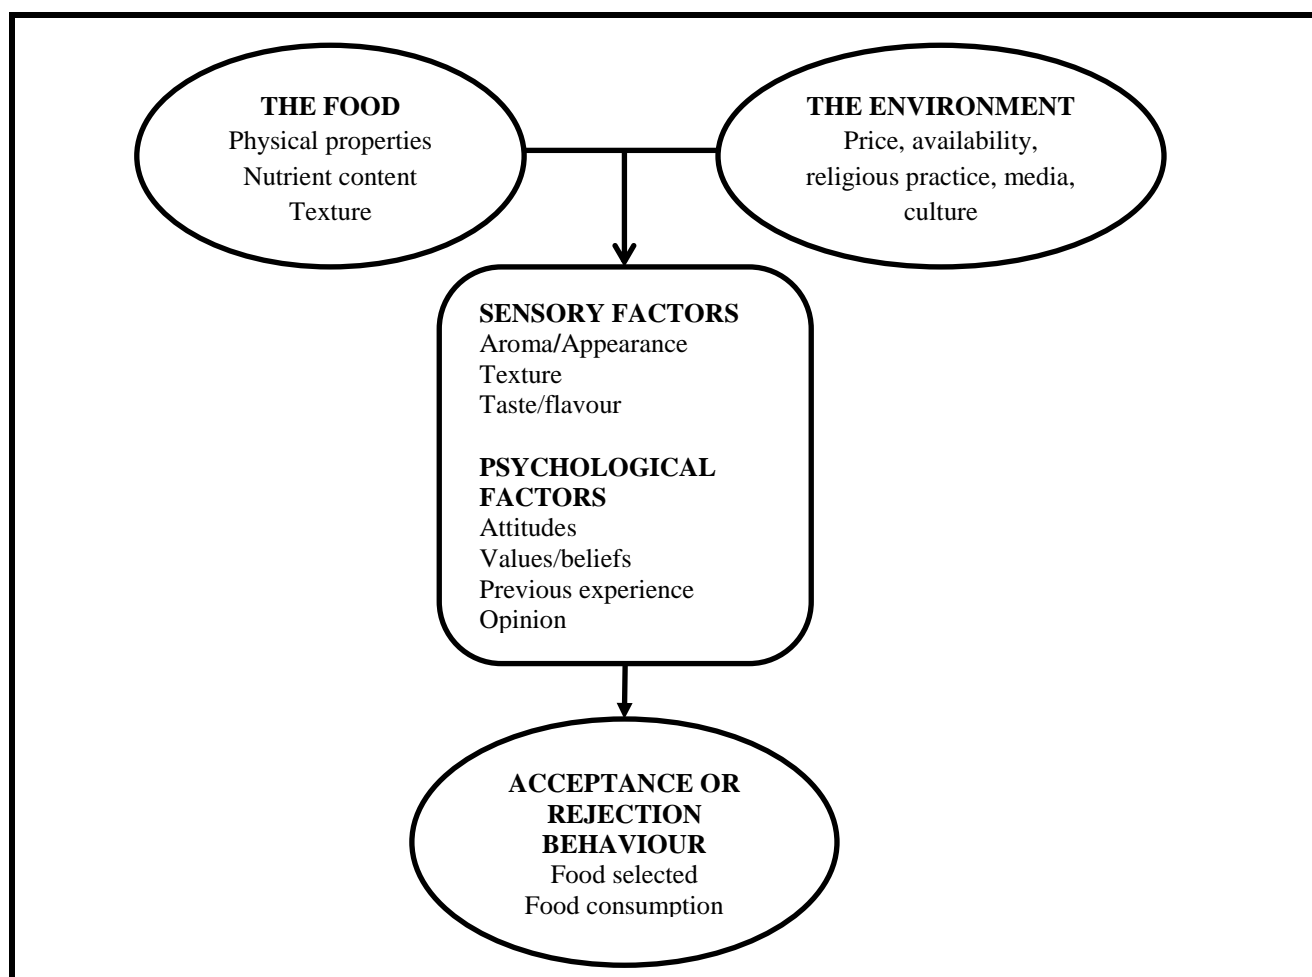 THE FOOD
Physical properties
Nutrient content
Texture
THE ENVIRONMENT
Price, availability,
religious practice, media,
culture
SENSORY FACTORS
Aroma/Appearance
Texture
Taste/flavour
PSYCHOLOGICAL
FACTORS
Attitudes
Values/beliefs
Previous experience
Opinion
ACCEPTANCE OR
REJECTION
BEHAVIOUR
Food selected
Food consumption